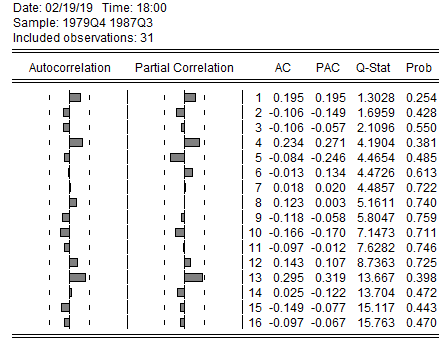 Date: 02/19/19 Time: 18:00
Sample: 1979Q4 1987Q3
Included observations: 31
Autocorrelation Partial Correlation AC PAC Q-Stat Prob
1 0.195 0.195 1.3028 0.254
2 -0.106 -0.149 1.6959 0.428
3 -0.106 -0.057 2.1096 0.550
4 0.234 0.271 4.1904 0.381
5 -0.084 -0.246 4.4654 0.485
6 -0.013 0.134 4.4726 0.613
7 0.018 0.020 4.4857 0.722
8 0.123 0.003 5.1611 0.740
9 -0.118 -0.058 5.8047 0.759
10 -0.166 -0.170 7.1473 0.711
11 -0.097 -0.012 7.6282 0.746
12 0.143 0.107 8.7363 0.725
13 0.295 0.319 13.667 0.398
14 0.025 -0.122 13.704 0.472
15 -0.149 -0.077 15.117 0.443
16 -0.097 -0.067 15.763 0.470